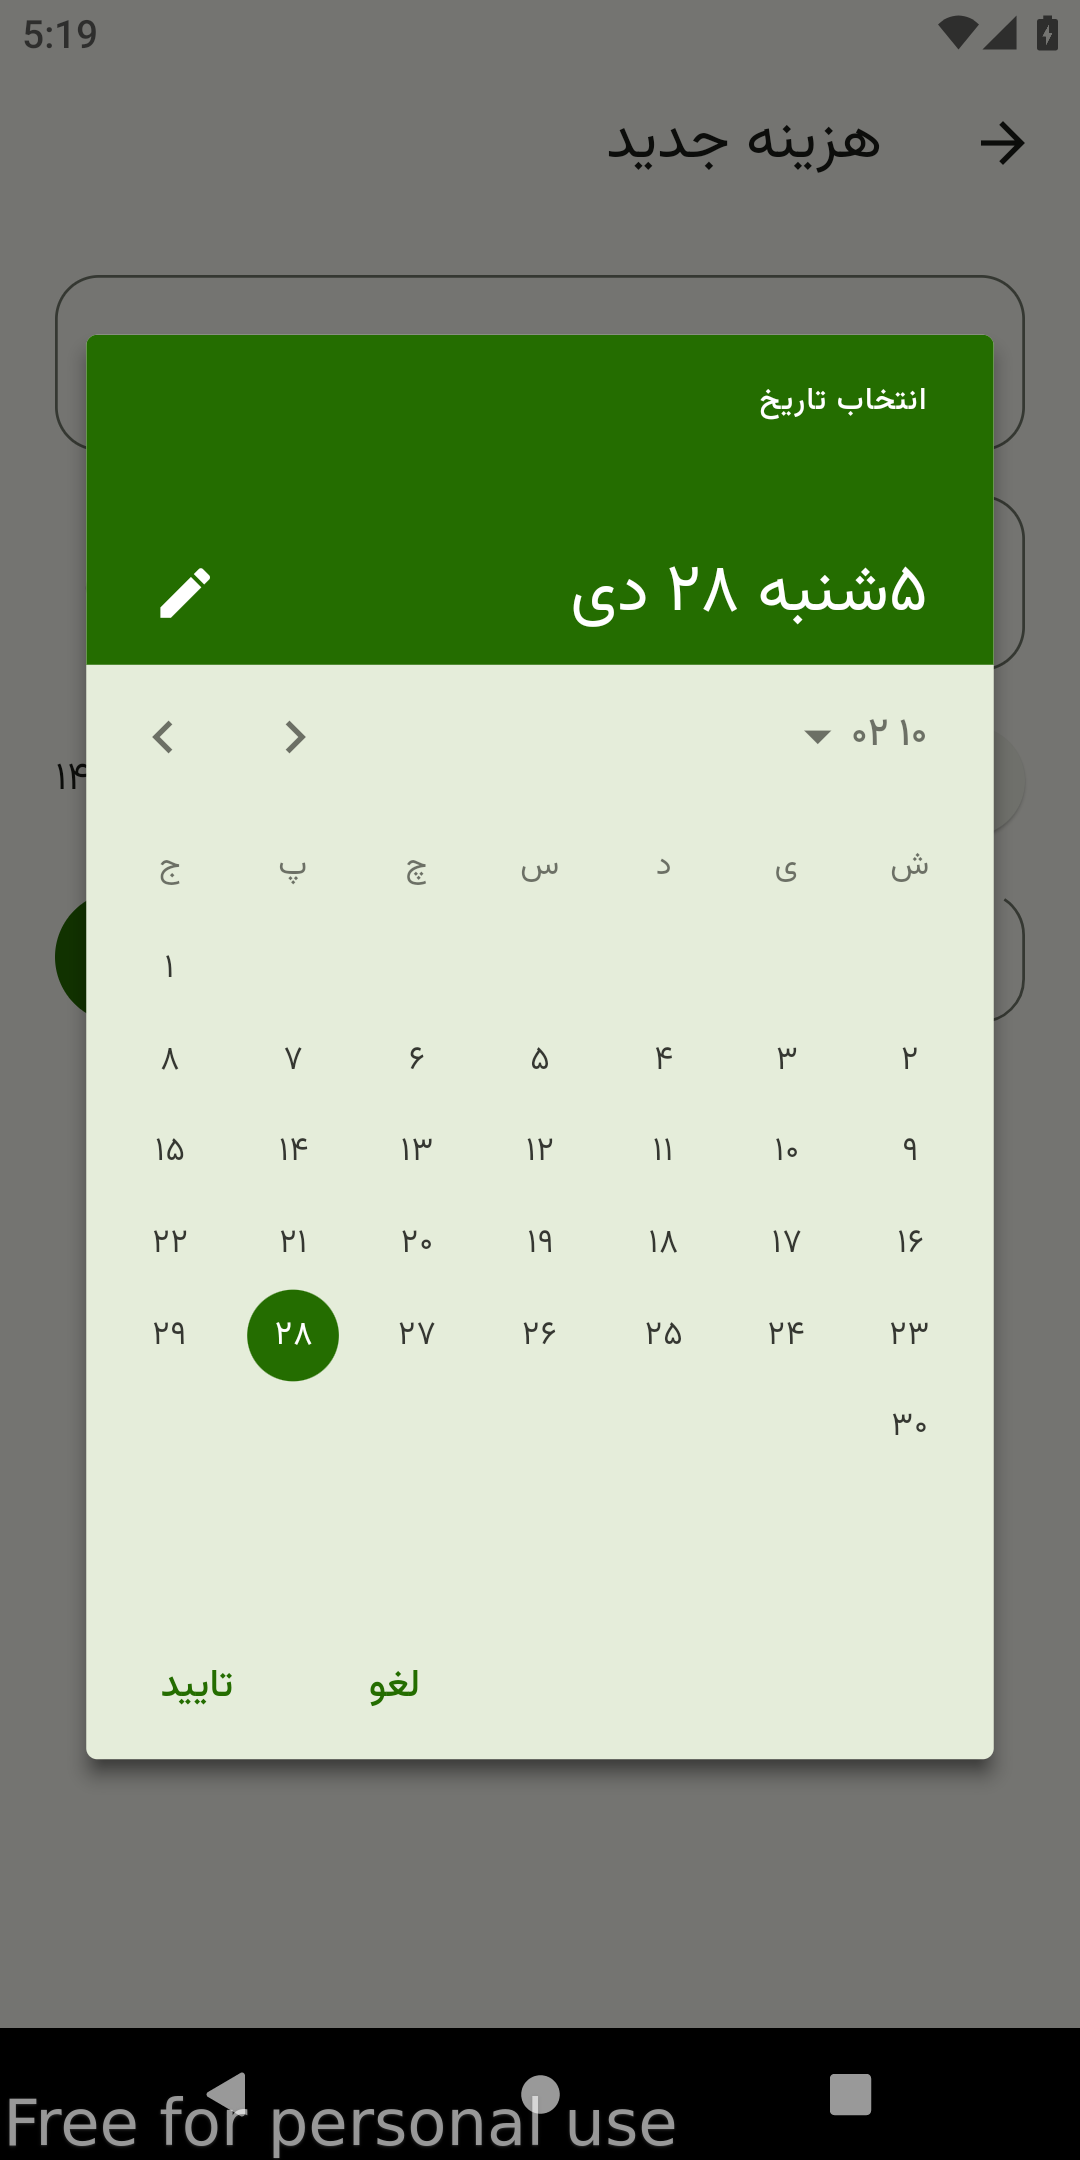 5:19
هزینه جدید
انتخاب تاریخ
۵شنبه ۲۸ دی
۰۲ ۱۰
۱۴
ش ی د س چ پ ج
۱
۲ ۳ ۴ ۵ ۶ ۷ ۸
۹ ۱۰ ۱۱ ۱۲ ۱۳ ۱۴ ۱۵
۱۶ ۱۷ ۱۸ ۱۹ ۲۰ ۲۱ ۲۲
۲۳ ۲۴ ۲۵ ۲۶ ۲۷ ۲۸ ۲۹
۳۰
لغو تایید
Free for personal use